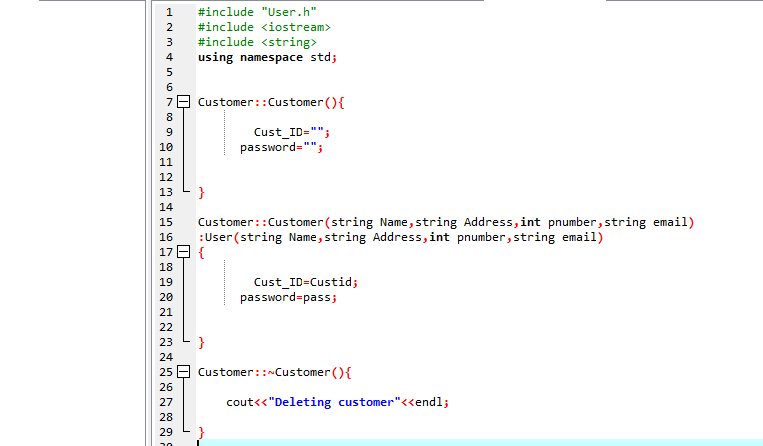 1 #include "User.h"
2 #include <iostream>
3 #include <string>
4 using namespace std;
5
6
7 Customer::Customer(){
8
9 Cust_ID="";
10 password="";
11
12
13 }
14
15 Customer::Customer(string Name,string Address,int pnumber,string email)
16 :User(string Name,string Address,int pnumber,string email)
17 {
18
19 Cust_ID=Custid;
20 password=pass;
21
22
23 }
24
25 Customer::~Customer(){
26
27 cout<<"Deleting customer"<<endl;
28
29 }
30